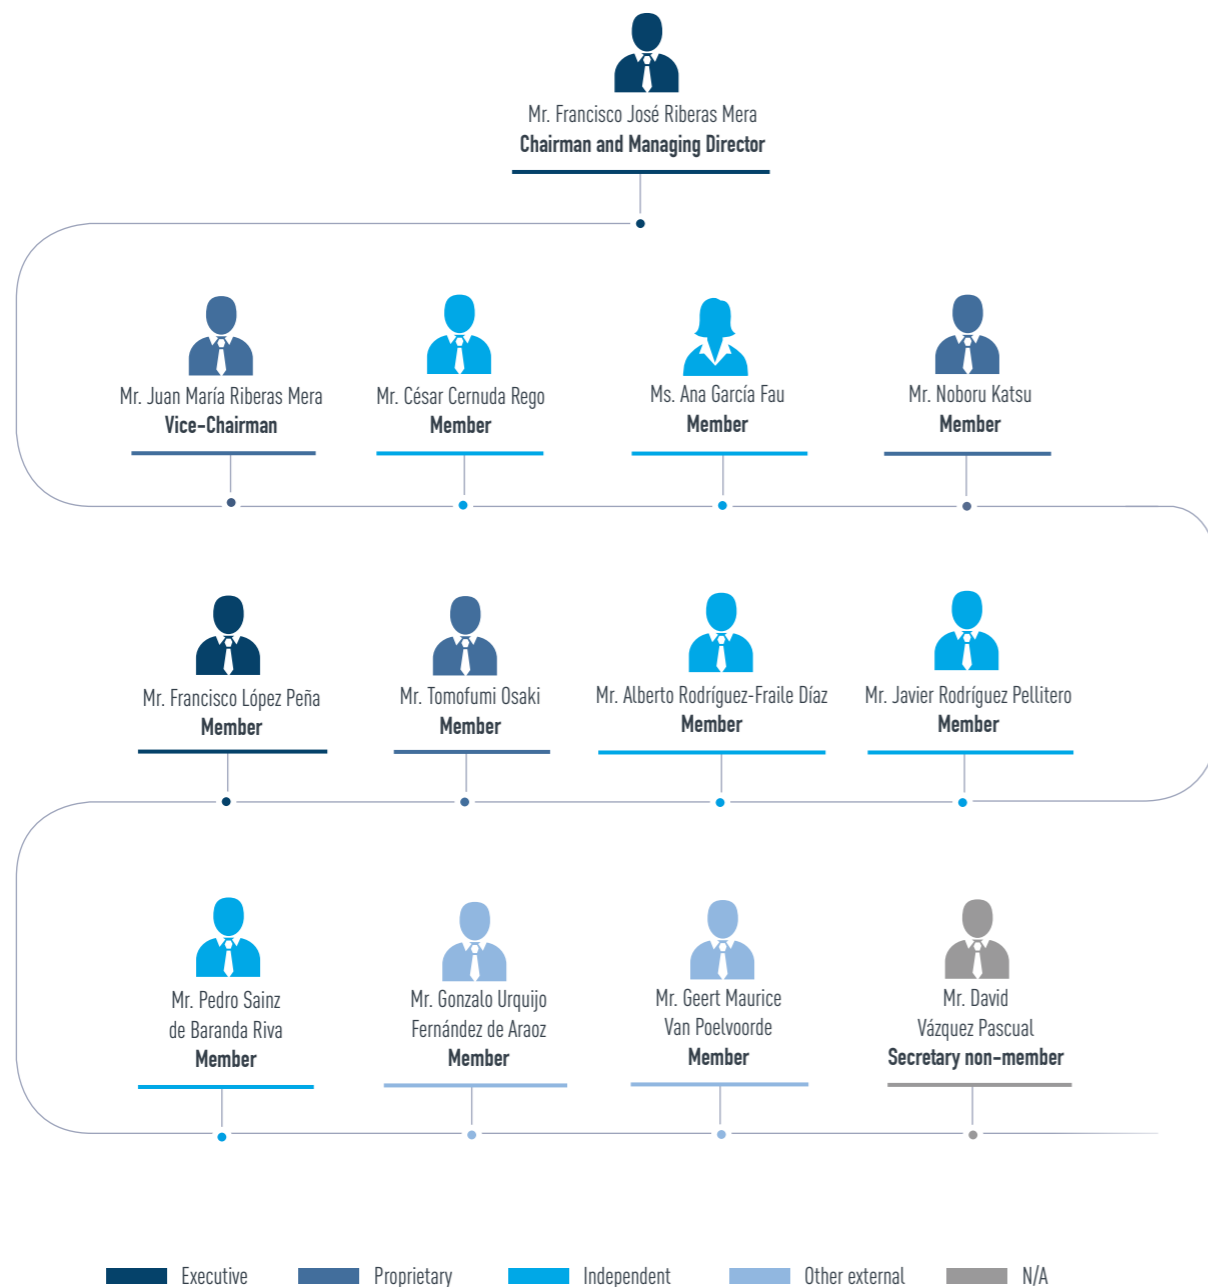 Mr. Francisco José Riberas Mera
Chairman and Managing Director
Mr. Juan María Riberas Mera
Vice-Chairman
Mr. César Cernuda Rego
Member
Ms. Ana García Fau
Member
Mr. Noboru Katsu
Member
Mr. Francisco López Peña
Member
Mr. Tomofumi Osaki
Member
Mr. Alberto Rodríguez-Fraile Díaz
Member
Mr. Javier Rodríguez Pellitero
Member
Mr. Pedro Sainz
de Baranda Riva
Member
Mr. Gonzalo Urquijo
Fernández de Araoz
Member
Mr. Geert Maurice
Van Poelvoorde
Member
Mr. David
Vázquez Pascual
Secretary non-member
Executive
Proprietary
Independent
Other external
N/A